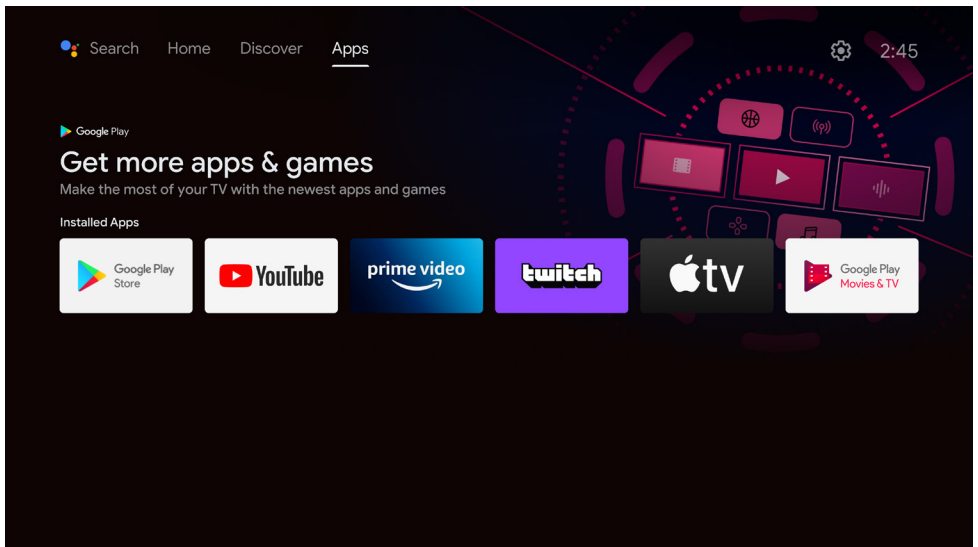 Search Home Discover Apps 2:45
Google Play
Get more apps & games
Make the most of your TV with the newest apps and games
Installed Apps
Google Play
Store
YouTube
prime video
twitch
tv
Google Play
Movies & TV